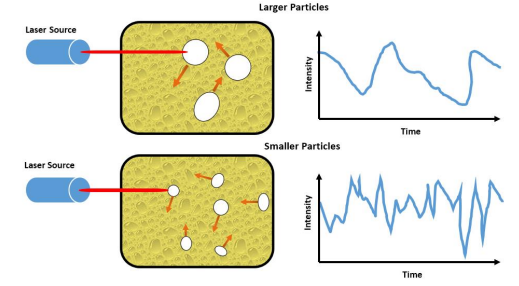 Larger Particles
Laser Source
Intensity
Time
Smaller Particles
Laser Source
Intensity
Time